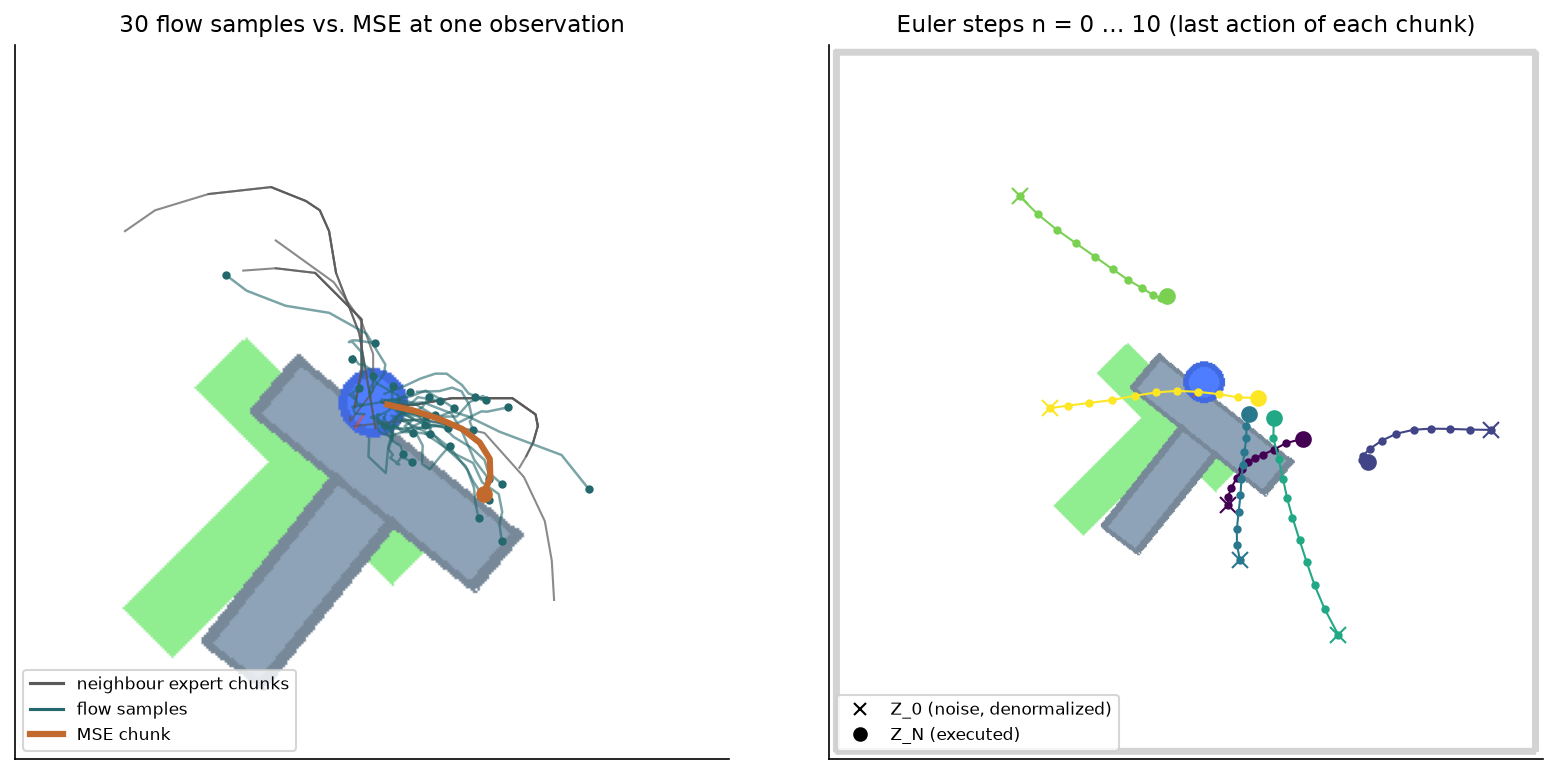 30 flow samples vs. MSE at one observation
neighbour expert chunks
flow samples
MSE chunk
Euler steps n = 0 ... 10 (last action of each chunk)
Z_0 (noise, denormalized)
Z_N (executed)